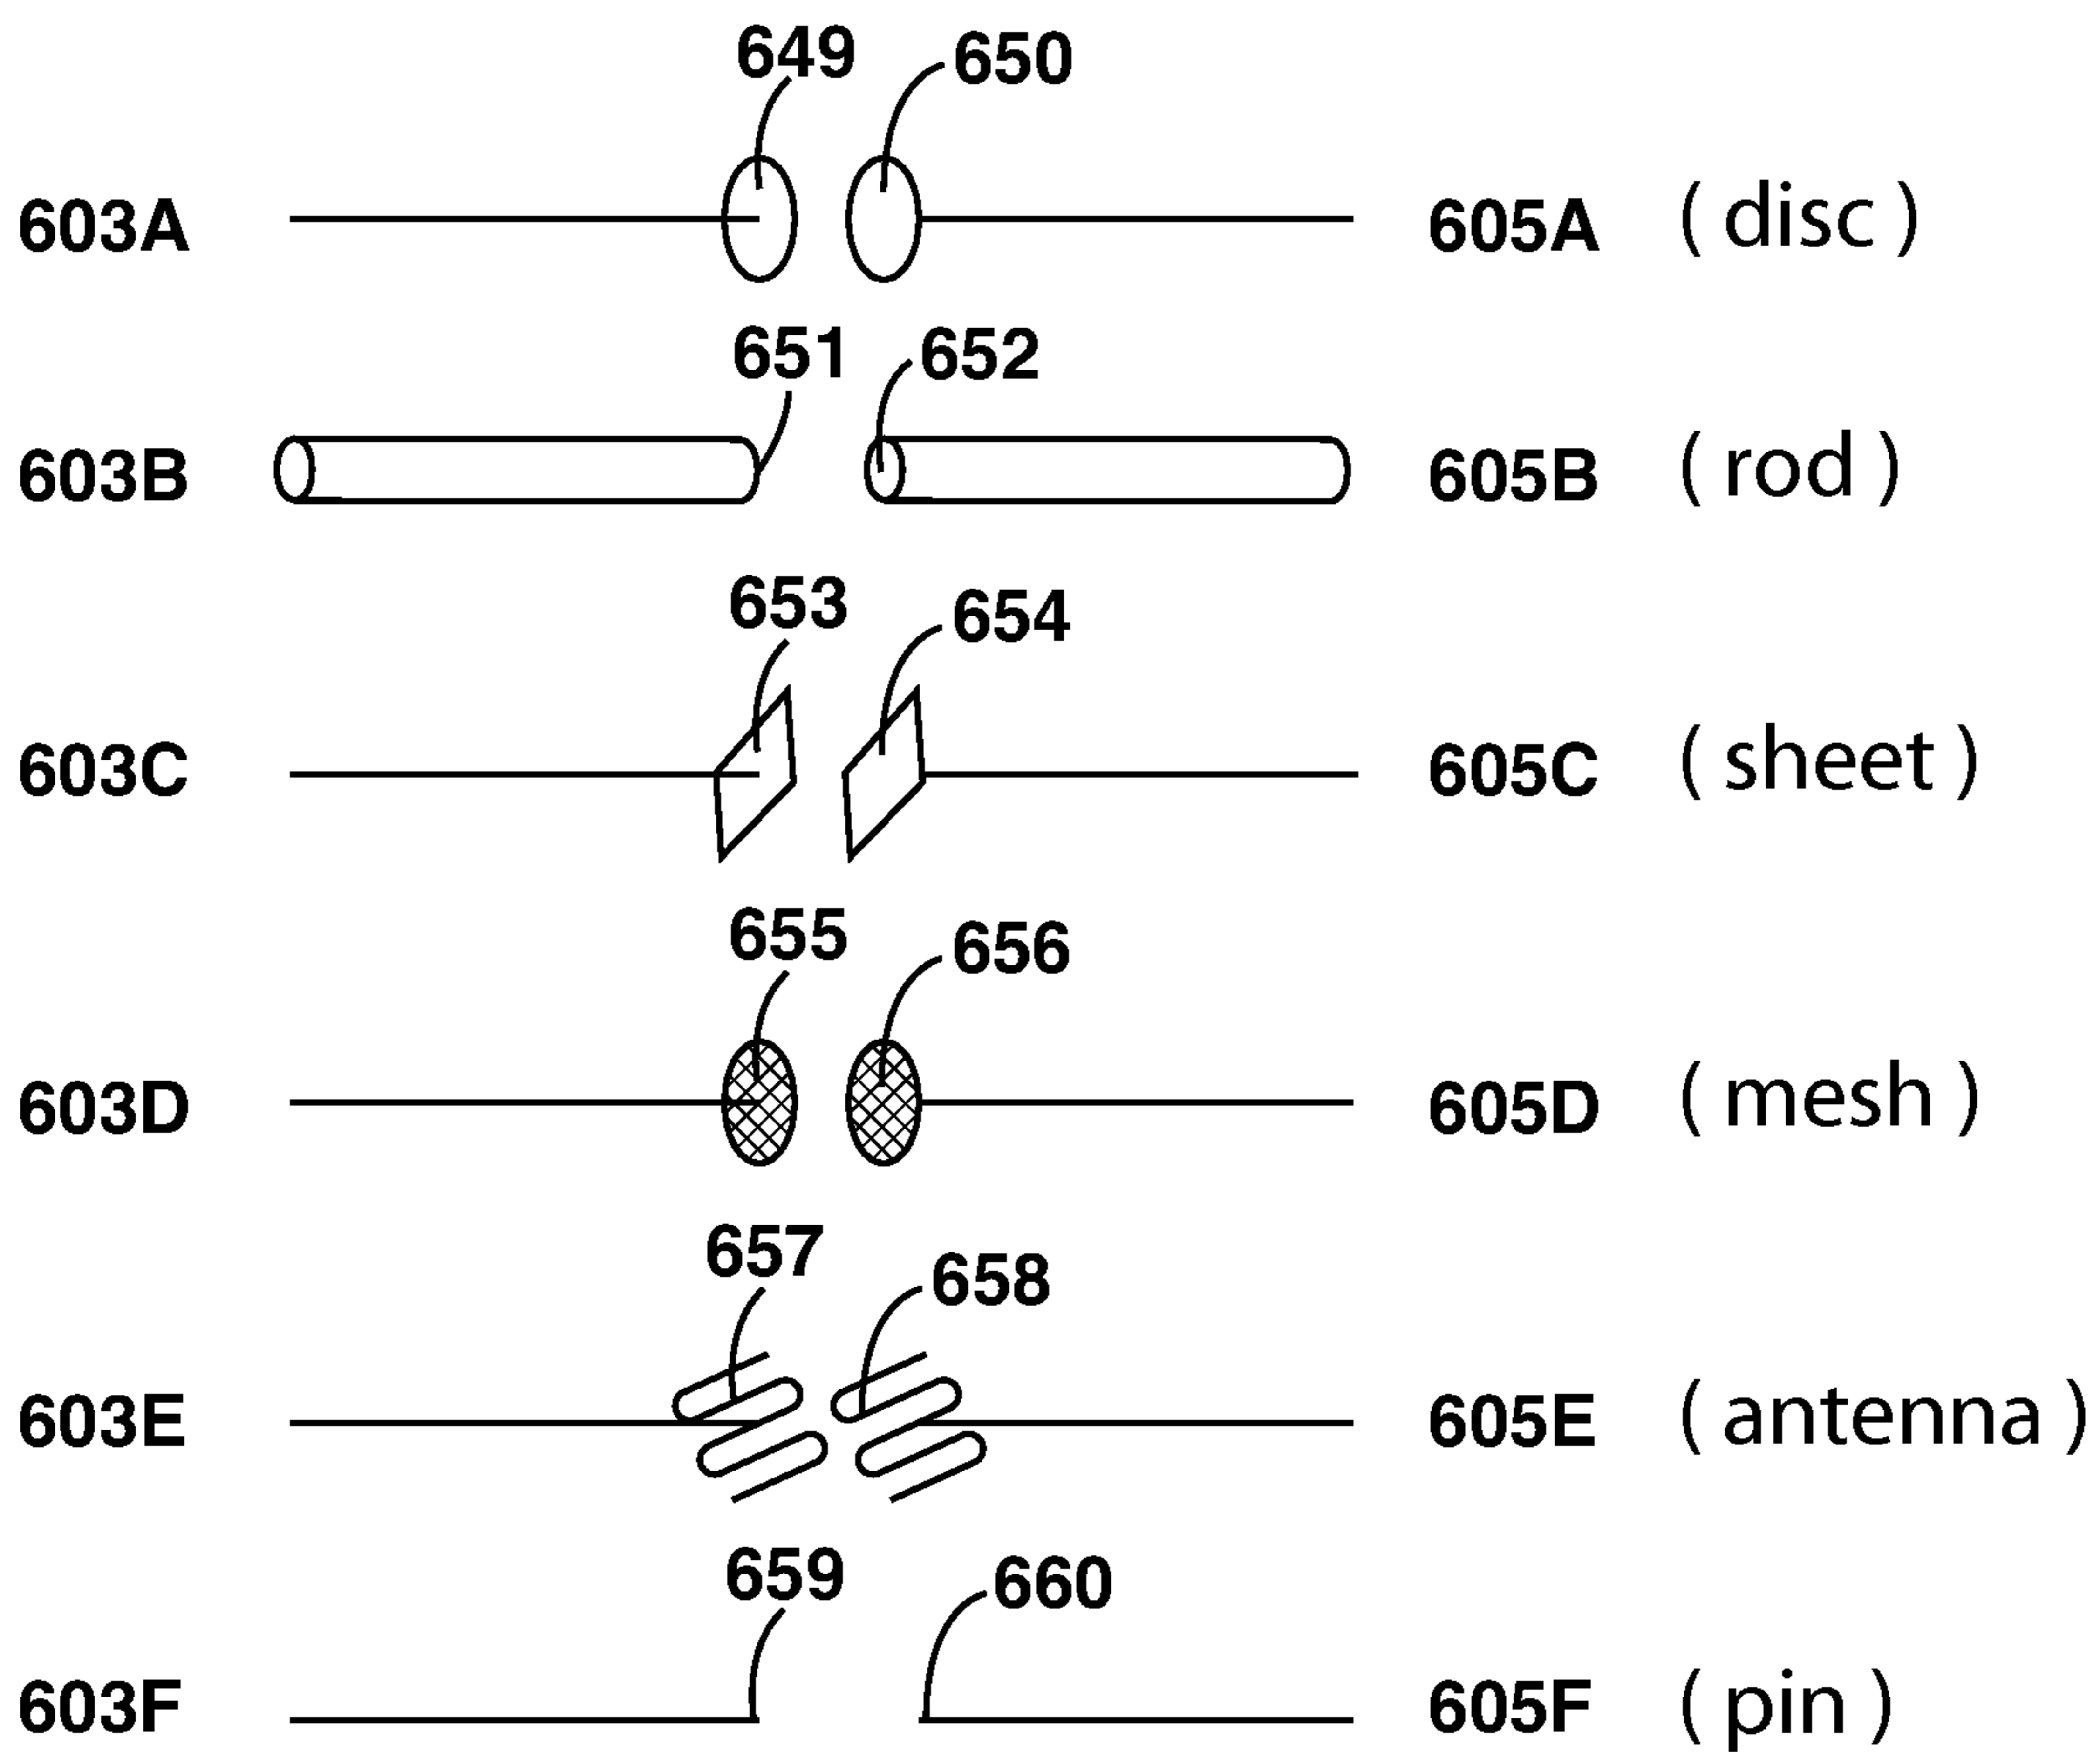 649 650
603A 605A ( disc )
651 652
603B 605B ( rod )
653 654
603C 605C ( sheet )
655 656
603D 605D ( mesh )
657 658
603E 605E ( antenna )
659 660
603F 605F ( pin )